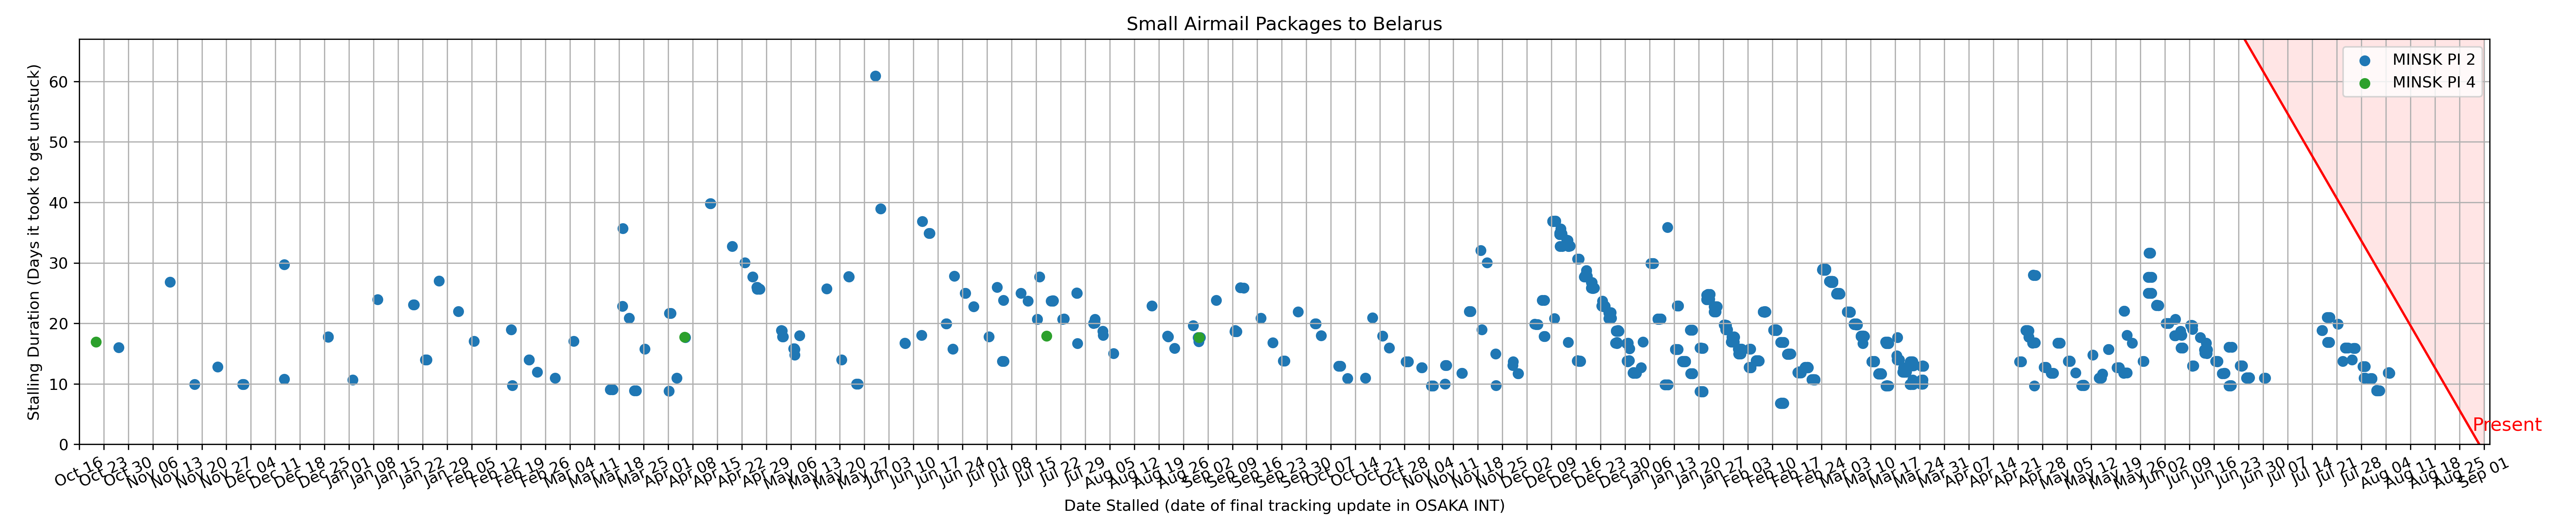 Small Airmail Packages to Belarus
MINSK PI 2
MINSK PI 4
Stalling Duration (Days it took to get unstuck)
60
50
40
30
20
10
0
Present
Oct 16 Oct 23 Oct 30 Nov 06 Nov 13 Nov 20 Nov 27 Dec 04 Dec 11 Dec 18 Dec 25 Jan 01 Jan 08 Jan 15 Jan 22 Jan 29 Feb 05 Feb 12 Feb 19 Feb 26 Mar 04 Mar 11 Mar 18 Mar 25 Apr 01 Apr 08 Apr 15 Apr 22 Apr 29 May 06 May 13 May 20 May 27 Jun 03 Jun 10 Jun 17 Jun 24 Jul 01 Jul 08 Jul 15 Jul 22 Jul 29 Aug 05 Aug 12 Aug 19 Aug 26 Sep 02 Sep 09 Sep 16 Sep 23 Sep 30 Oct 07 Oct 14 Oct 21 Oct 28 Nov 04 Nov 11 Nov 18 Nov 25 Dec 02 Dec 09 Dec 16 Dec 23 Dec 30 Jan 06 Jan 13 Jan 20 Jan 27 Feb 03 Feb 10 Feb 17 Feb 24 Mar 03 Mar 10 Mar 17 Mar 24 Mar 31 Apr 07 Apr 14 Apr 21 Apr 28 May 05 May 12 May 19 May 26 Jun 02 Jun 09 Jun 16 Jun 23 Jun 30 Jul 07 Jul 14 Jul 21 Jul 28 Aug 04 Aug 11 Aug 18 Aug 25 Sep 01
Date Stalled (date of final tracking update in OSAKA INT)